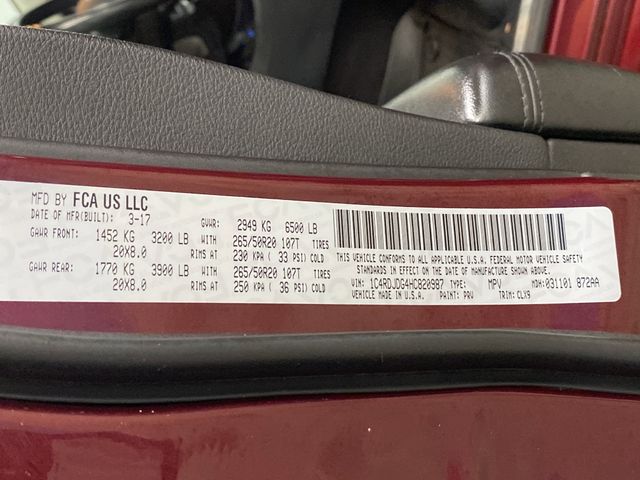 MFD BY FCA US LLC
DATE OF MFR(BUILT): 3-17 GVWR: 2949 KG 6500 LB
GAWR FRONT: 1452 KG 3200 LB WITH 265/50R20 107T TIRES
20X8.0 RIMS AT 230 KPA ( 33 PSI) COLD
GAWR REAR: 1770 KG 3900 LB WITH 265/50R20 107T TIRES
20X8.0 RIMS AT 250 KPA ( 36 PSI) COLD
THIS VEHICLE CONFORMS TO ALL APPLICABLE U.S.A. FEDERAL MOTOR VEHICLE SAFETY
STANDARDS IN EFFECT ON THE DATE OF MANUFACTURE SHOWN ABOVE.
VIN: 1C4RDJDG4HC820987 TYPE: MPV MDH: 031101 872AA
VEHICLE MADE IN U.S.A. PAINT: PRV TRIM: CLX9